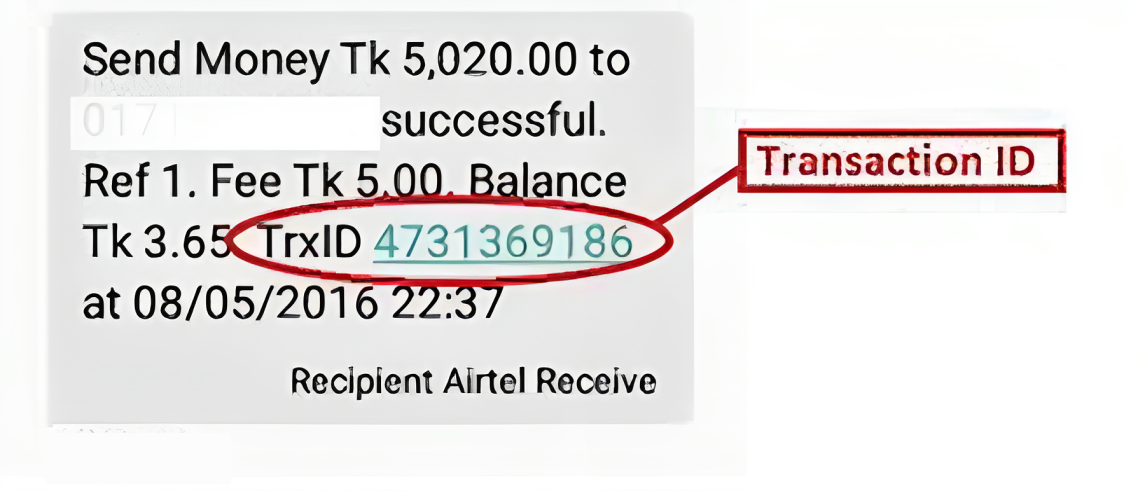 Send Money Tk 5,020.00 to
017 successful.
Ref 1. Fee Tk 5.00. Balance
Tk 3.65. TrxID 4731369186
at 08/05/2016 22:37
Recipient Airtel Receive
Transaction ID